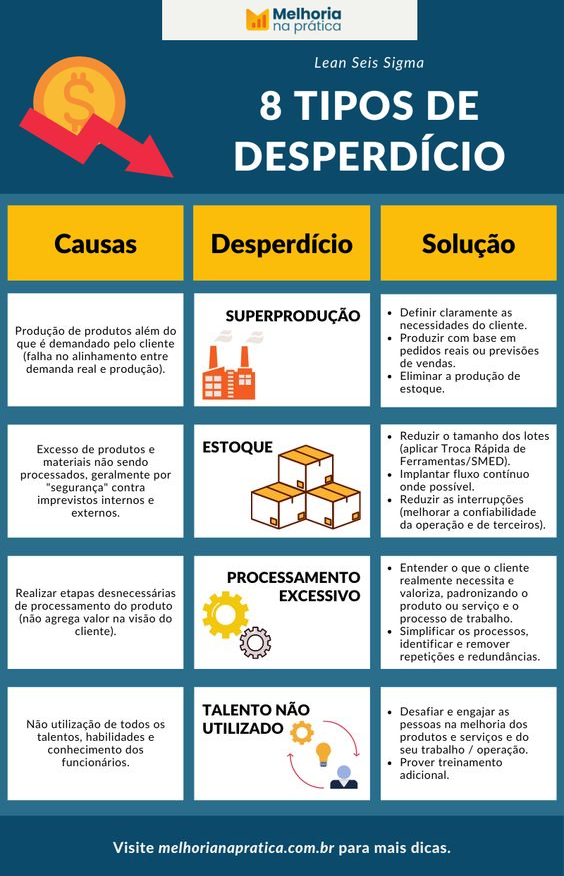 Melhoria
na prática
Lean Seis Sigma
8 TIPOS DE
DESPERDÍCIO
Causas
Desperdício
Solução
Produção de produtos além do
que é demandado pelo cliente
(falha no alinhamento entre
demanda real e produção).
SUPERPRODUÇÃO
• Definir claramente as
necessidades do cliente.
• Produzir com base em
pedidos reais ou previsões
de vendas.
• Eliminar a produção de
estoque.
Excesso de produtos e
materiais não sendo
processados, geralmente por
"segurança" contra
imprevistos internos e
externos.
ESTOQUE
• Reduzir o tamanho dos lotes
(aplicar Troca Rápida de
Ferramentas/SMED).
• Implantar fluxo contínuo
onde possível.
• Reduzir as interrupções
(melhorar a confiabilidade
da operação e de terceiros).
Realizar etapas desnecessárias
de processamento do produto
(não agrega valor na visão do
cliente).
PROCESSAMENTO
EXCESSIVO
• Entender o que o cliente
realmente necessita e
valoriza, padronizando o
produto ou serviço e o
processo de trabalho.
• Simplificar os processos,
identificar e remover
repetições e redundâncias.
Não utilização de todos os
talentos, habilidades e
conhecimento dos
funcionários.
TALENTO NÃO
UTILIZADO
• Desafiar e engajar as
pessoas na melhoria dos
produtos e serviços e do
seu trabalho / operação.
• Prover treinamento
adicional.
Visite melhorianapratica.com.br para mais dicas.